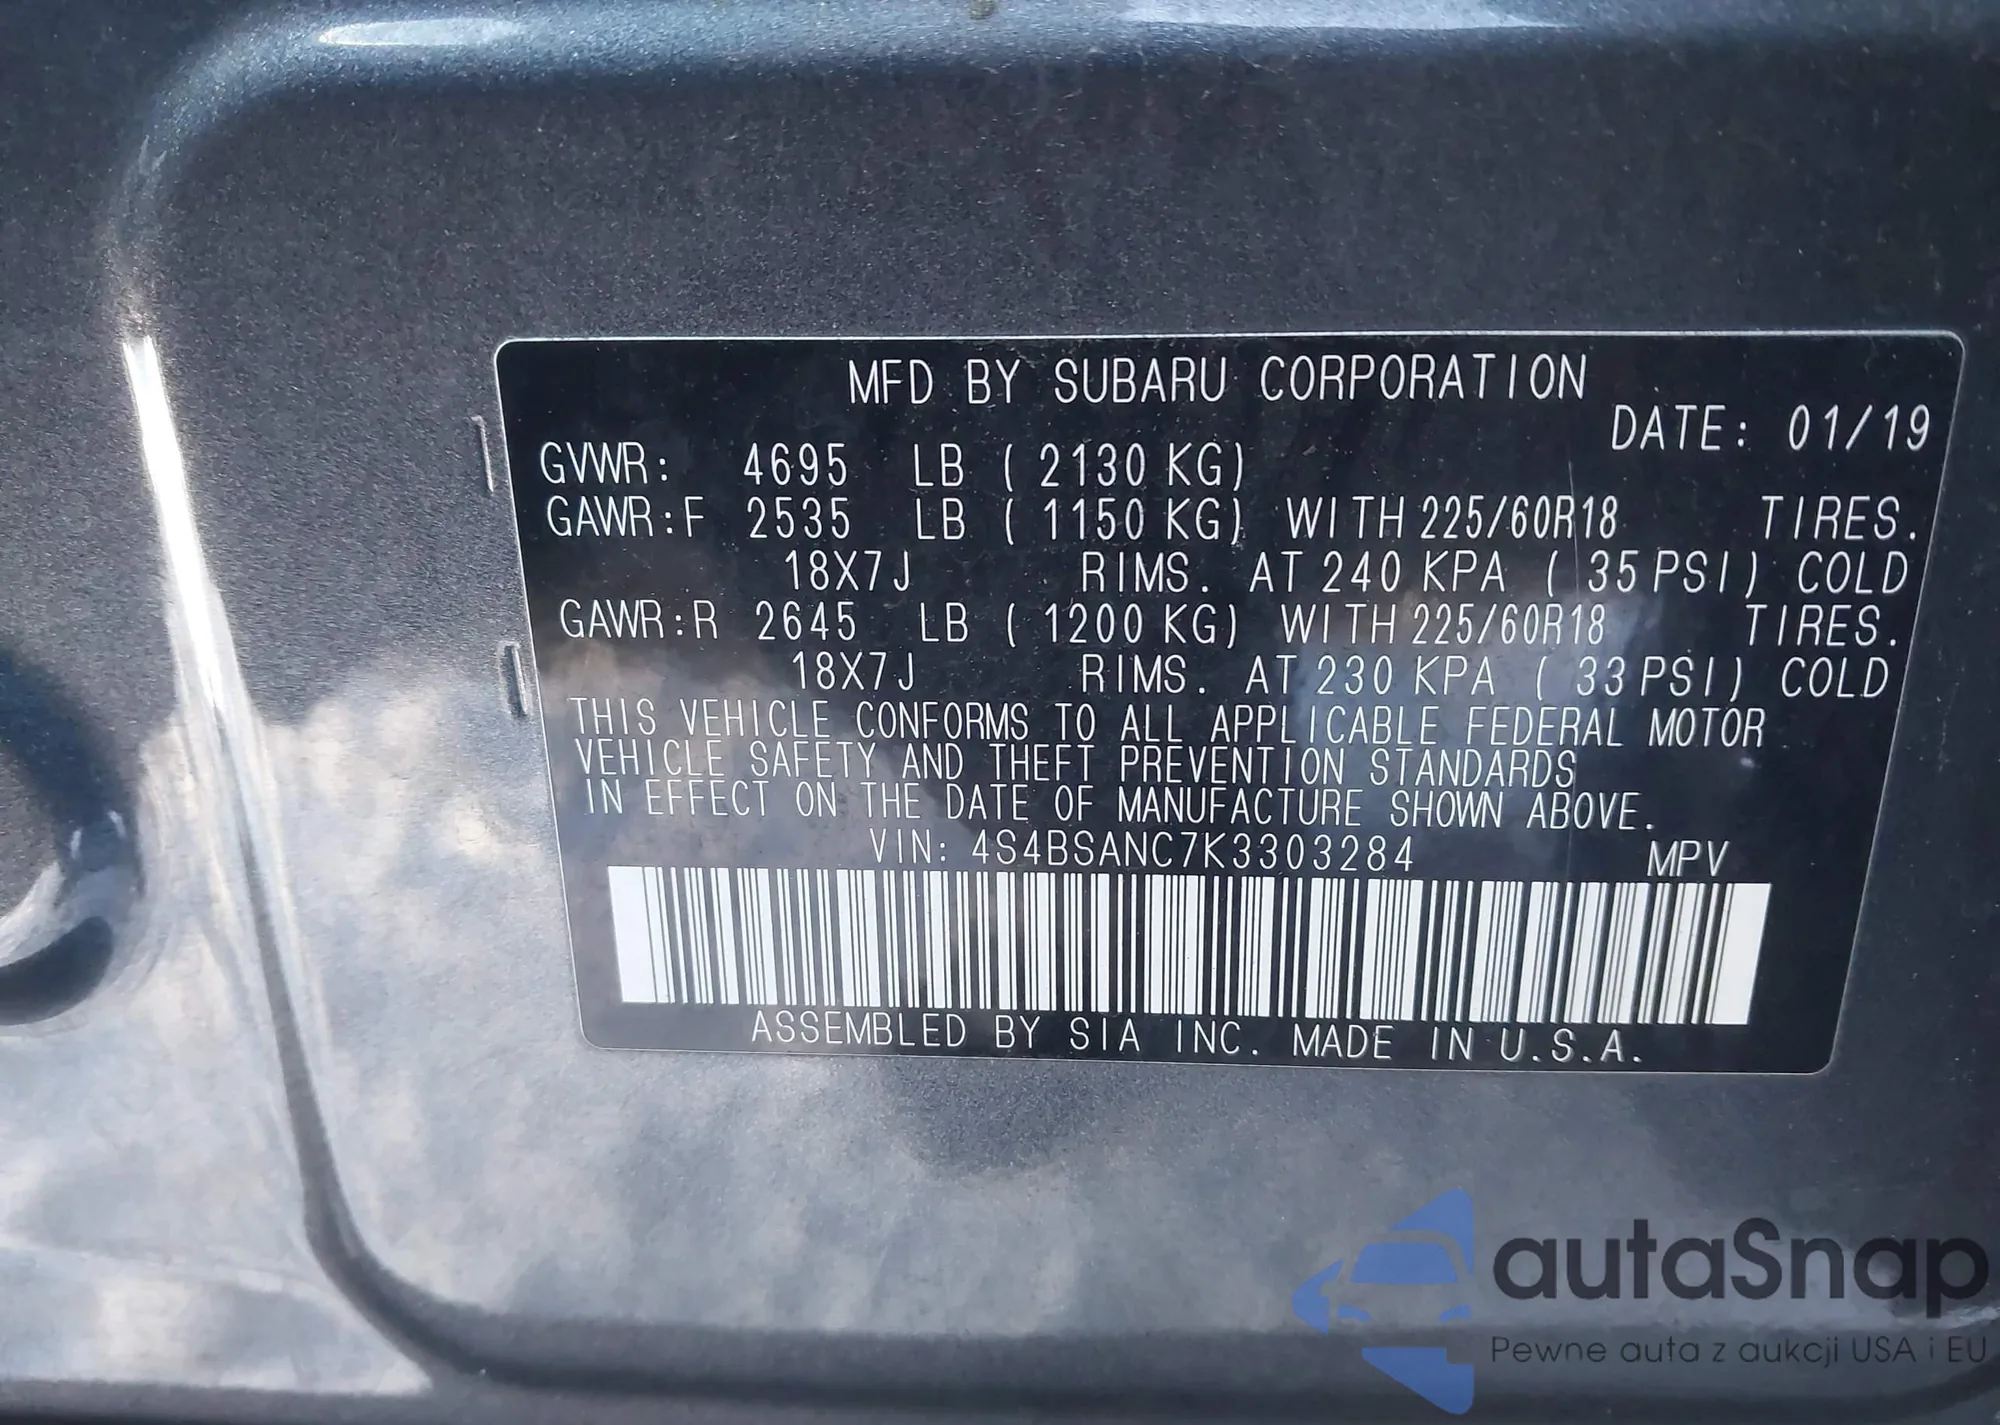 MFD BY SUBARU CORPORATION
DATE: 01/19
GVWR: 4695 LB ( 2130 KG)
GAWR:F 2535 LB ( 1150 KG) WITH 225/60R18 TIRES.
18X7J RIMS. AT 240 KPA ( 35 PSI) COLD
GAWR:R 2645 LB ( 1200 KG) WITH 225/60R18 TIRES.
18X7J RIMS. AT 230 KPA ( 33 PSI) COLD
THIS VEHICLE CONFORMS TO ALL APPLICABLE FEDERAL MOTOR
VEHICLE SAFETY AND THEFT PREVENTION STANDARDS
IN EFFECT ON THE DATE OF MANUFACTURE SHOWN ABOVE.
VIN: 4S4BSANC7K3303284 MPV
ASSEMBLED BY SIA INC. MADE IN U.S.A.
autaSnap
Pewne auta z aukcji USA i EU